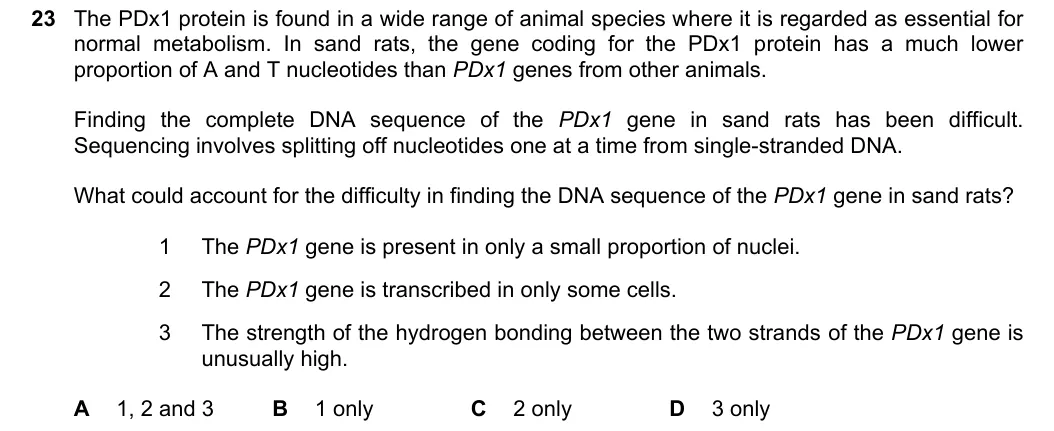 23 The PDx1 protein is found in a wide range of animal species where it is regarded as essential for
normal metabolism. In sand rats, the gene coding for the PDx1 protein has a much lower
proportion of A and T nucleotides than PDx1 genes from other animals.
Finding the complete DNA sequence of the PDx1 gene in sand rats has been difficult.
Sequencing involves splitting off nucleotides one at a time from single-stranded DNA.
What could account for the difficulty in finding the DNA sequence of the PDx1 gene in sand rats?
1 The PDx1 gene is present in only a small proportion of nuclei.
2 The PDx1 gene is transcribed in only some cells.
3 The strength of the hydrogen bonding between the two strands of the PDx1 gene is
unusually high.
A 1, 2 and 3 B 1 only C 2 only D 3 only